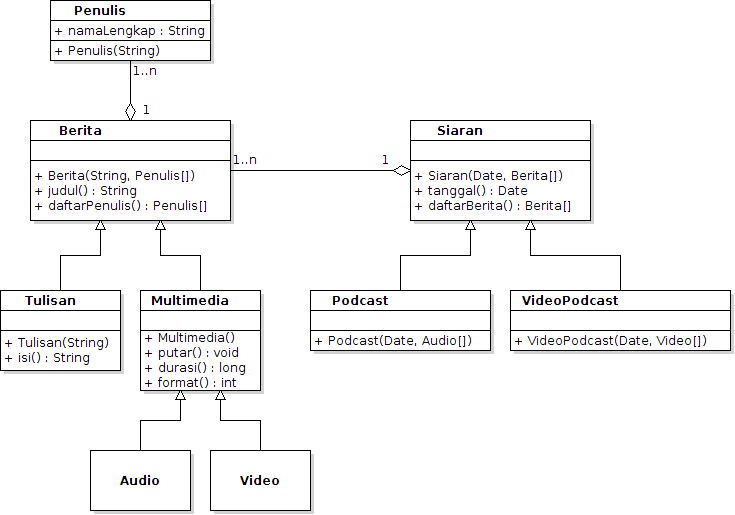 Penulis
+ namaLengkap : String
+ Penulis(String)
1..n
1
Berita
+ Berita(String, Penulis[])
+ judul() : String
+ daftarPenulis() : Penulis[]
1..n
1
Siaran
+ Siaran(Date, Berita[])
+ tanggal() : Date
+ daftarBerita() : Berita[]
Tulisan
+ Tulisan(String)
+ isi() : String
Multimedia
+ Multimedia()
+ putar() : void
+ durasi() : long
+ format() : int
Podcast
+ Podcast(Date, Audio[])
VideoPodcast
+ VideoPodcast(Date, Video[])
Audio
Video